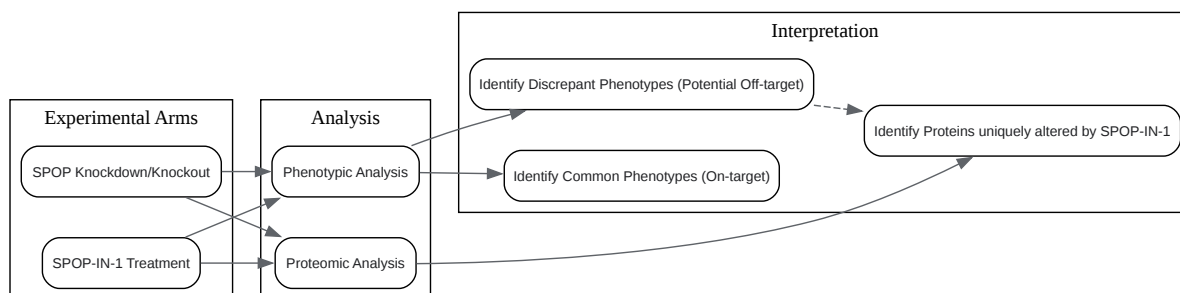 Interpretation
Identify Discrepant Phenotypes (Potential Off-target)
Experimental Arms
Analysis
Identify Proteins uniquely altered by SPOP-IN-1
SPOP Knockdown/Knockout
Phenotypic Analysis
Identify Common Phenotypes (On-target)
SPOP-IN-1 Treatment
Proteomic Analysis